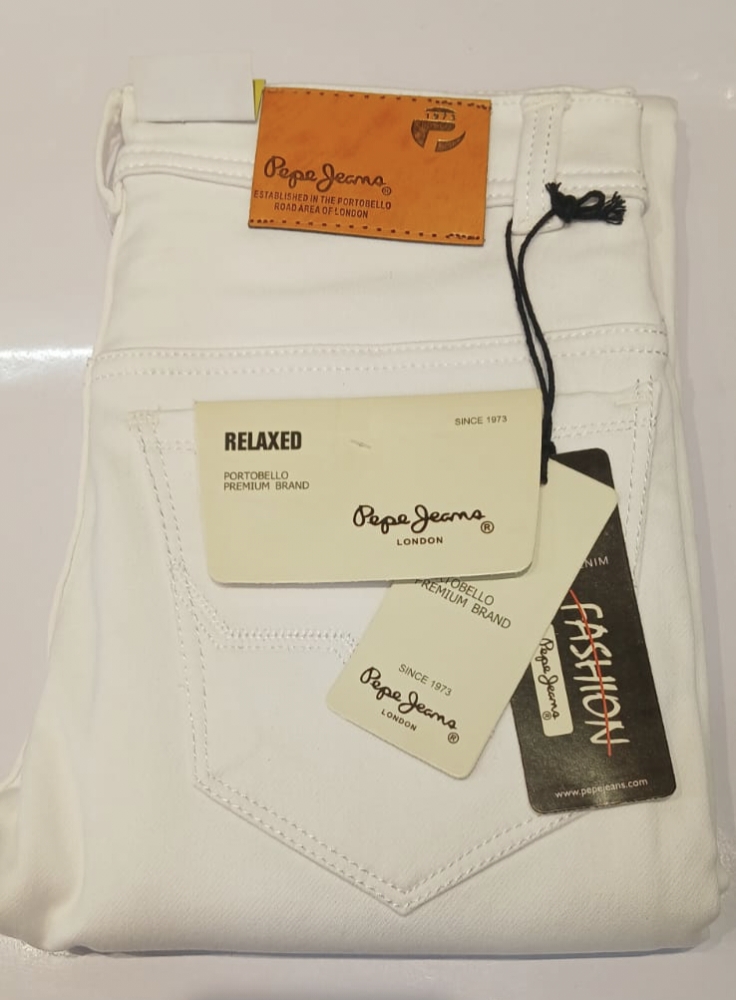 1973
Pepe Jeans®
ESTABLISHED IN THE PORTOBELLO
ROAD AREA OF LONDON
RELAXED
SINCE 1973
PORTOBELLO
PREMIUM BRAND
Pepe Jeans®
LONDON
PREMIUM BRAND
SINCE 1973
Pepe Jeans
LONDON ®
FASHION
Pepe Jeans®
www.pepejeans.com